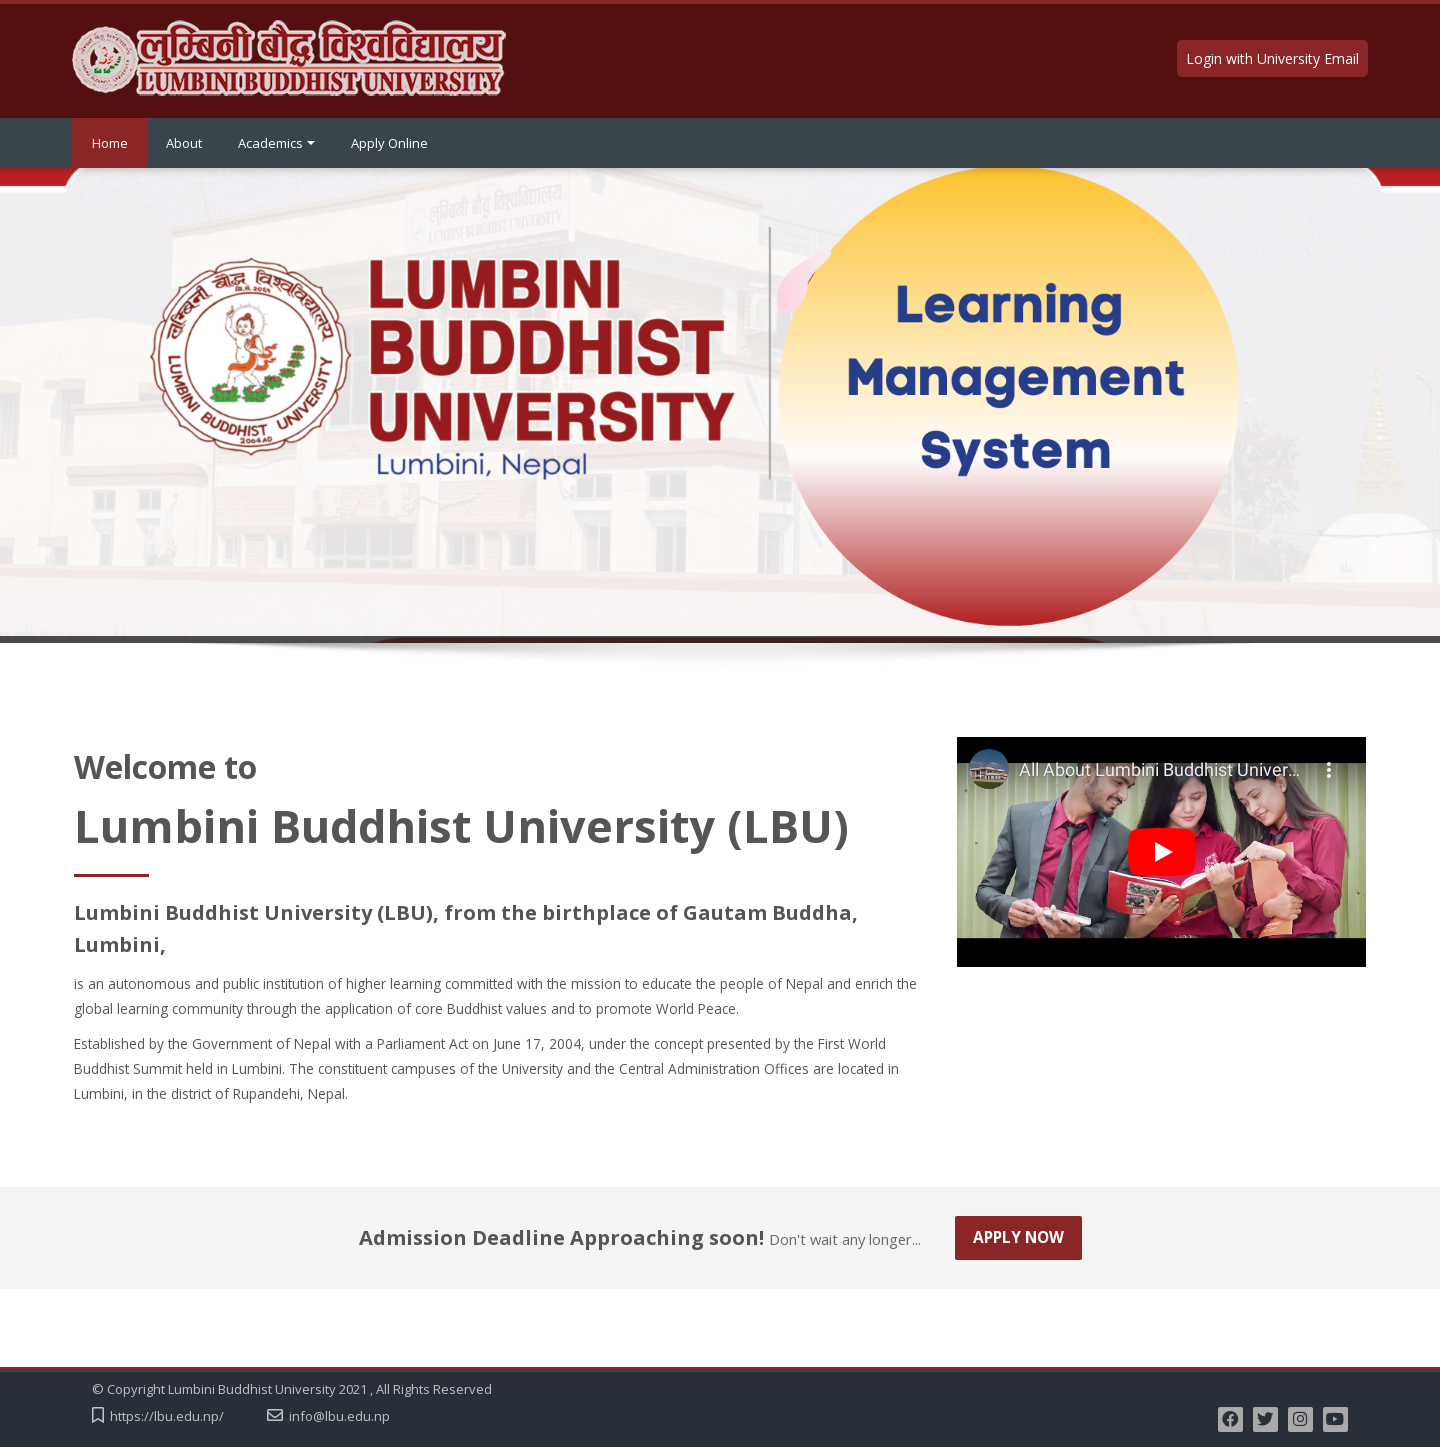 लुम्बिनी बौद्ध विश्वविद्यालय
LUMBINI BUDDHIST UNIVERSITY
Login with University Email
Home
About
Academics
Apply Online
लुम्बिनी बौद्ध विश्वविद्यालय
LUMBINI BUDDHIST UNIVERSITY
लुम्बिनी बौद्ध विश्वविद्यालय
वि.सं. २०६१
LUMBINI BUDDHIST UNIVERSITY
2004 AD
LUMBINI
BUDDHIST
UNIVERSITY
Lumbini, Nepal
Learning
Management
System
Welcome to
Lumbini Buddhist University (LBU)
Lumbini Buddhist University (LBU), from the birthplace of Gautam Buddha,
Lumbini,
is an autonomous and public institution of higher learning committed with the mission to educate the people of Nepal and enrich the
global learning community through the application of core Buddhist values and to promote World Peace.
Established by the Government of Nepal with a Parliament Act on June 17, 2004, under the concept presented by the First World
Buddhist Summit held in Lumbini. The constituent campuses of the University and the Central Administration Offices are located in
Lumbini, in the district of Rupandehi, Nepal.
All About Lumbini Buddhist Univer...
Admission Deadline Approaching soon! Don't wait any longer...
APPLY NOW
© Copyright Lumbini Buddhist University 2021 , All Rights Reserved
https://lbu.edu.np/
info@lbu.edu.np